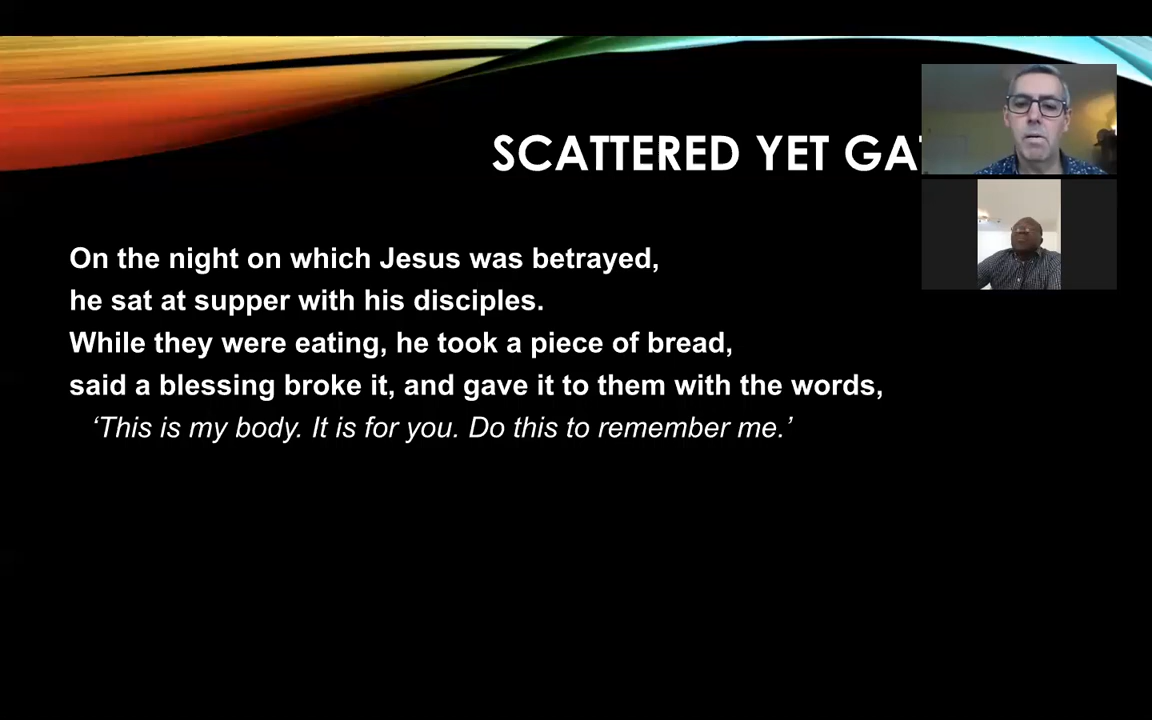 SCATTERED YET
On the night on which Jesus was betrayed,
he sat at supper with his disciples.
While they were eating, he took a piece of bread,
said a blessing broke it, and gave it to them with the words,
‘This is my body. It is for you. Do this to remember me.’